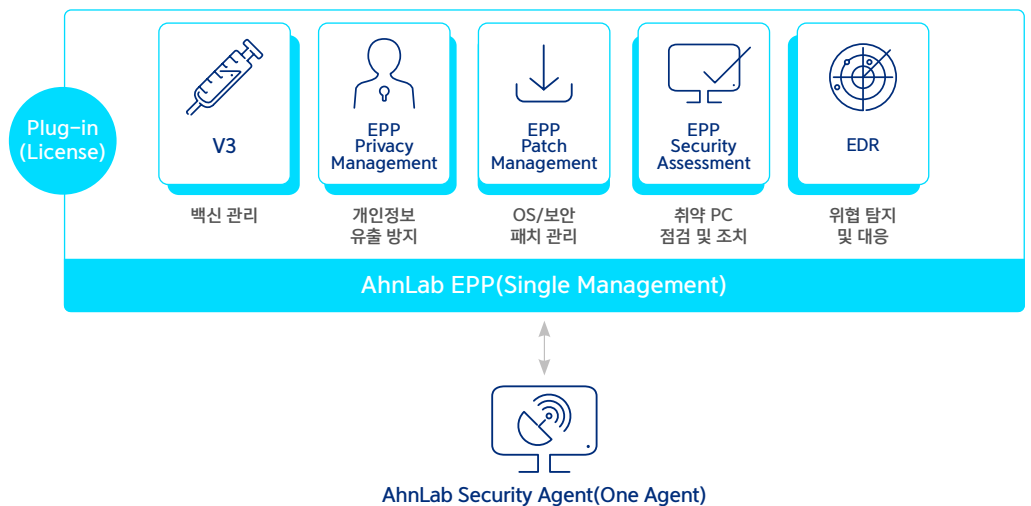 Plug-in
(License)
V3
EPP
Privacy
Management
EPP
Patch
Management
EPP
Security
Assessment
EDR
백신 관리
개인정보
유출 방지
OS/보안
패치 관리
취약 PC
점검 및 조치
위협 탐지
및 대응
AhnLab EPP(Single Management)
AhnLab Security Agent(One Agent)